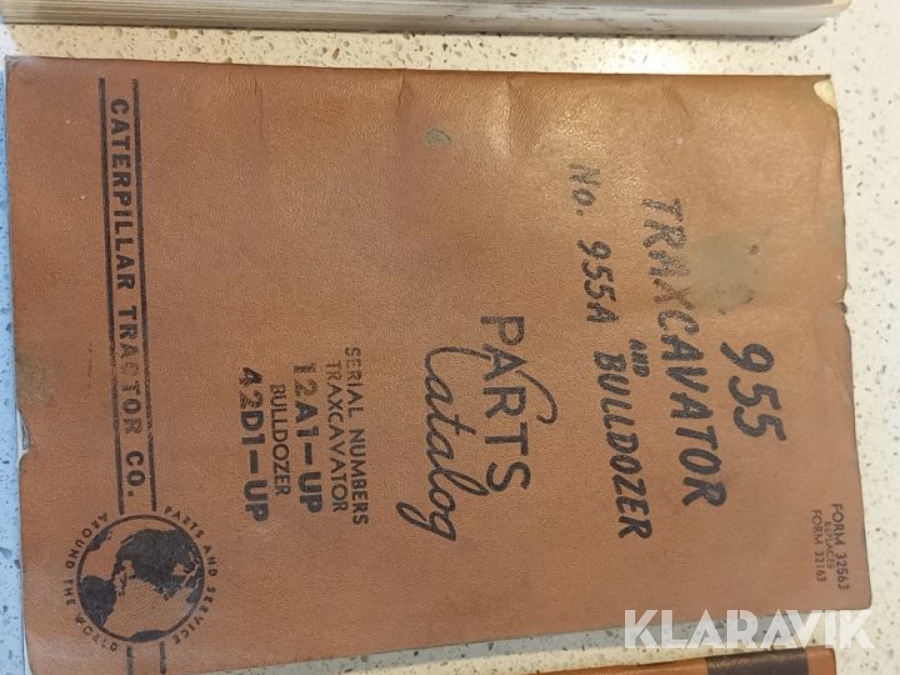 FORM 32563
REPLACES
FORM 32163
955
TRAXCAVATOR
AND
No. 955A BULLDOZER
PARTS
Catalog
SERIAL NUMBERS
TRAXCAVATOR
12A1-UP
BULLDOZER
42D1-UP
CATERPILLAR TRACTOR CO.
PARTS AND SERVICE
AROUND THE WORLD
KLARAVIK